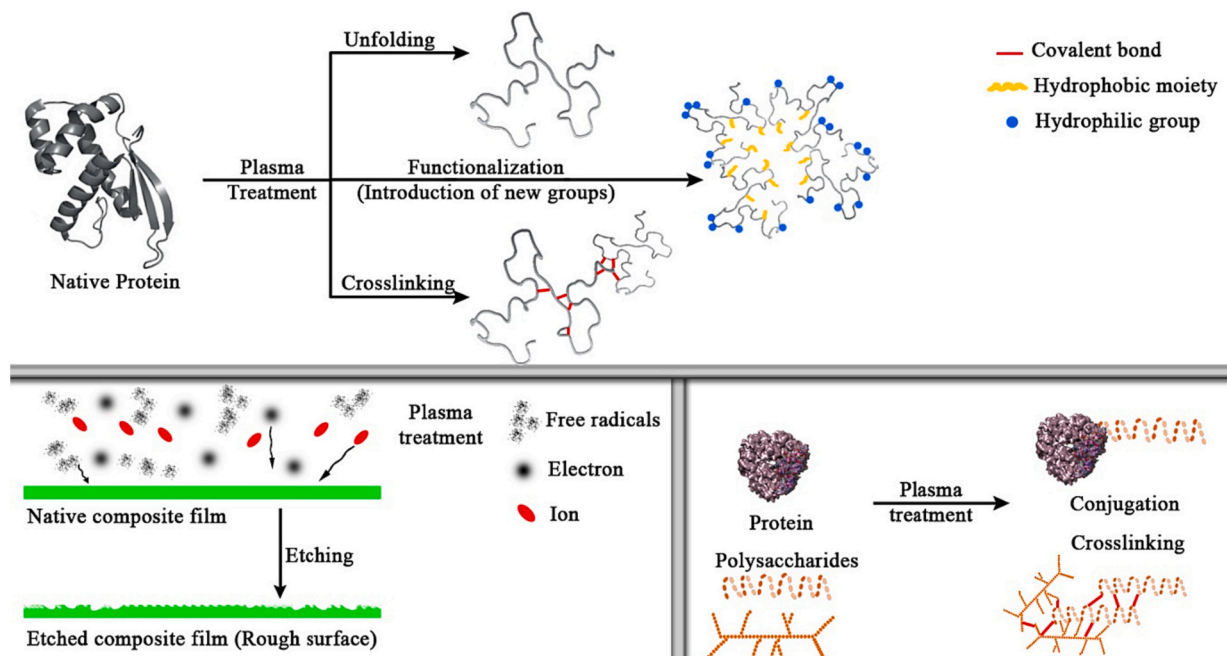 Unfolding
Covalent bond
Hydrophobic moiety
Hydrophilic group
Plasma
Treatment
Functionalization
(Introduction of new groups)
Native Protein
Crosslinking
Plasma
treatment
Free radicals
Electron
Ion
Native composite film
Etching
Etched composite film (Rough surface)
Protein
Plasma
treatment
Conjugation
Polysaccharides
Crosslinking